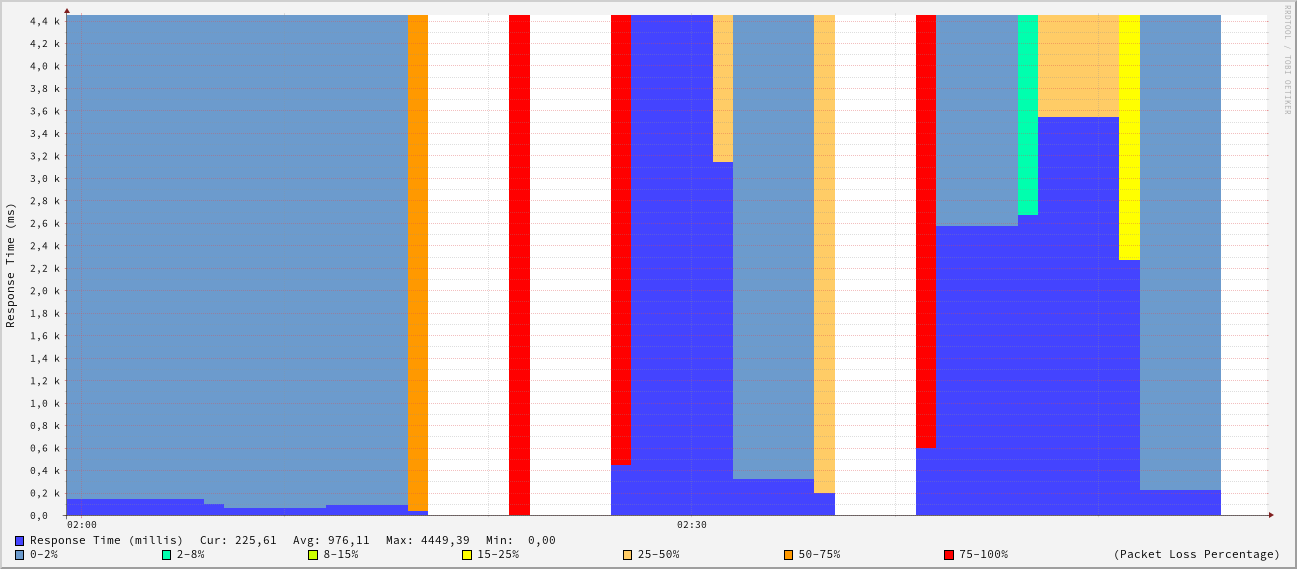 RRDTOOL / TOBI OETIKER
Response Time (ms)
4,4 k
4,2 k
4,0 k
3,8 k
3,6 k
3,4 k
3,2 k
3,0 k
2,8 k
2,6 k
2,4 k
2,2 k
2,0 k
1,8 k
1,6 k
1,4 k
1,2 k
1,0 k
0,8 k
0,6 k
0,4 k
0,2 k
0,0
02:00 02:30
Response Time (millis) Cur: 225,61 Avg: 976,11 Max: 4449,39 Min: 0,00
0-2% 2-8% 8-15% 15-25% 25-50% 50-75% 75-100% (Packet Loss Percentage)